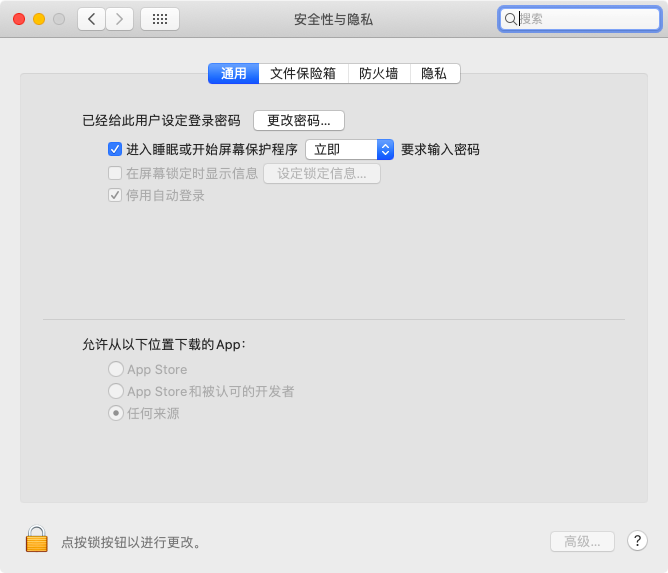 安全性与隐私
搜索
通用 文件保险箱 防火墙 隐私
已经给此用户设定登录密码 更改密码...
进入睡眠或开始屏幕保护程序 立即 要求输入密码
在屏幕锁定时显示信息 设定锁定信息...
停用自动登录
允许从以下位置下载的App：
App Store
App Store和被认可的开发者
任何来源
点按锁按钮以进行更改。
高级... ?